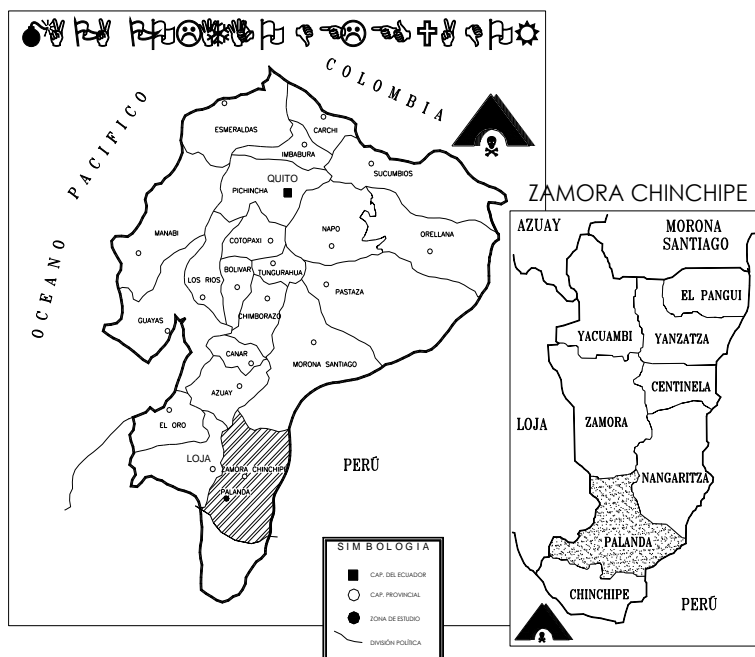 OCEANO PACIFICO
COLOMBIA
ESMERALDAS
CARCHI
IMBABURA
SUCUMBIOS
QUITO
PICHINCHA
MANABI
NAPO
ORELLANA
COTOPAXI
BOLIVAR
TUNGURAHUA
LOS RIOS
PASTAZA
CHIMBORAZO
GUAYAS
CANAR
MORONA SANTIAGO
AZUAY
EL ORO
LOJA
ZAMORA CHINCHIPE
PALANDA
PERÚ
SIMBOLOGIA
CAP. DEL ECUADOR
CAP. PROVINCIAL
ZONA DE ESTUDIO
DIVISIÓN POLÍTICA
ZAMORA CHINCHIPE
AZUAY
MORONA
SANTIAGO
EL PANGUI
YACUAMBI
YANZATZA
CENTINELA
LOJA
ZAMORA
NANGARITZA
PALANDA
CHINCHIPE
PERÚ